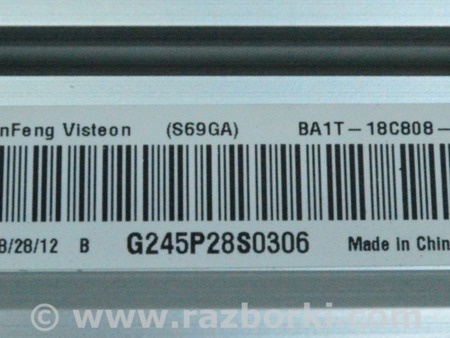 nFeng Visteon (S69GA) BA1T-18C808-
8/28/12 B G245P28S0306 Made in Chin
© www.razborki.com